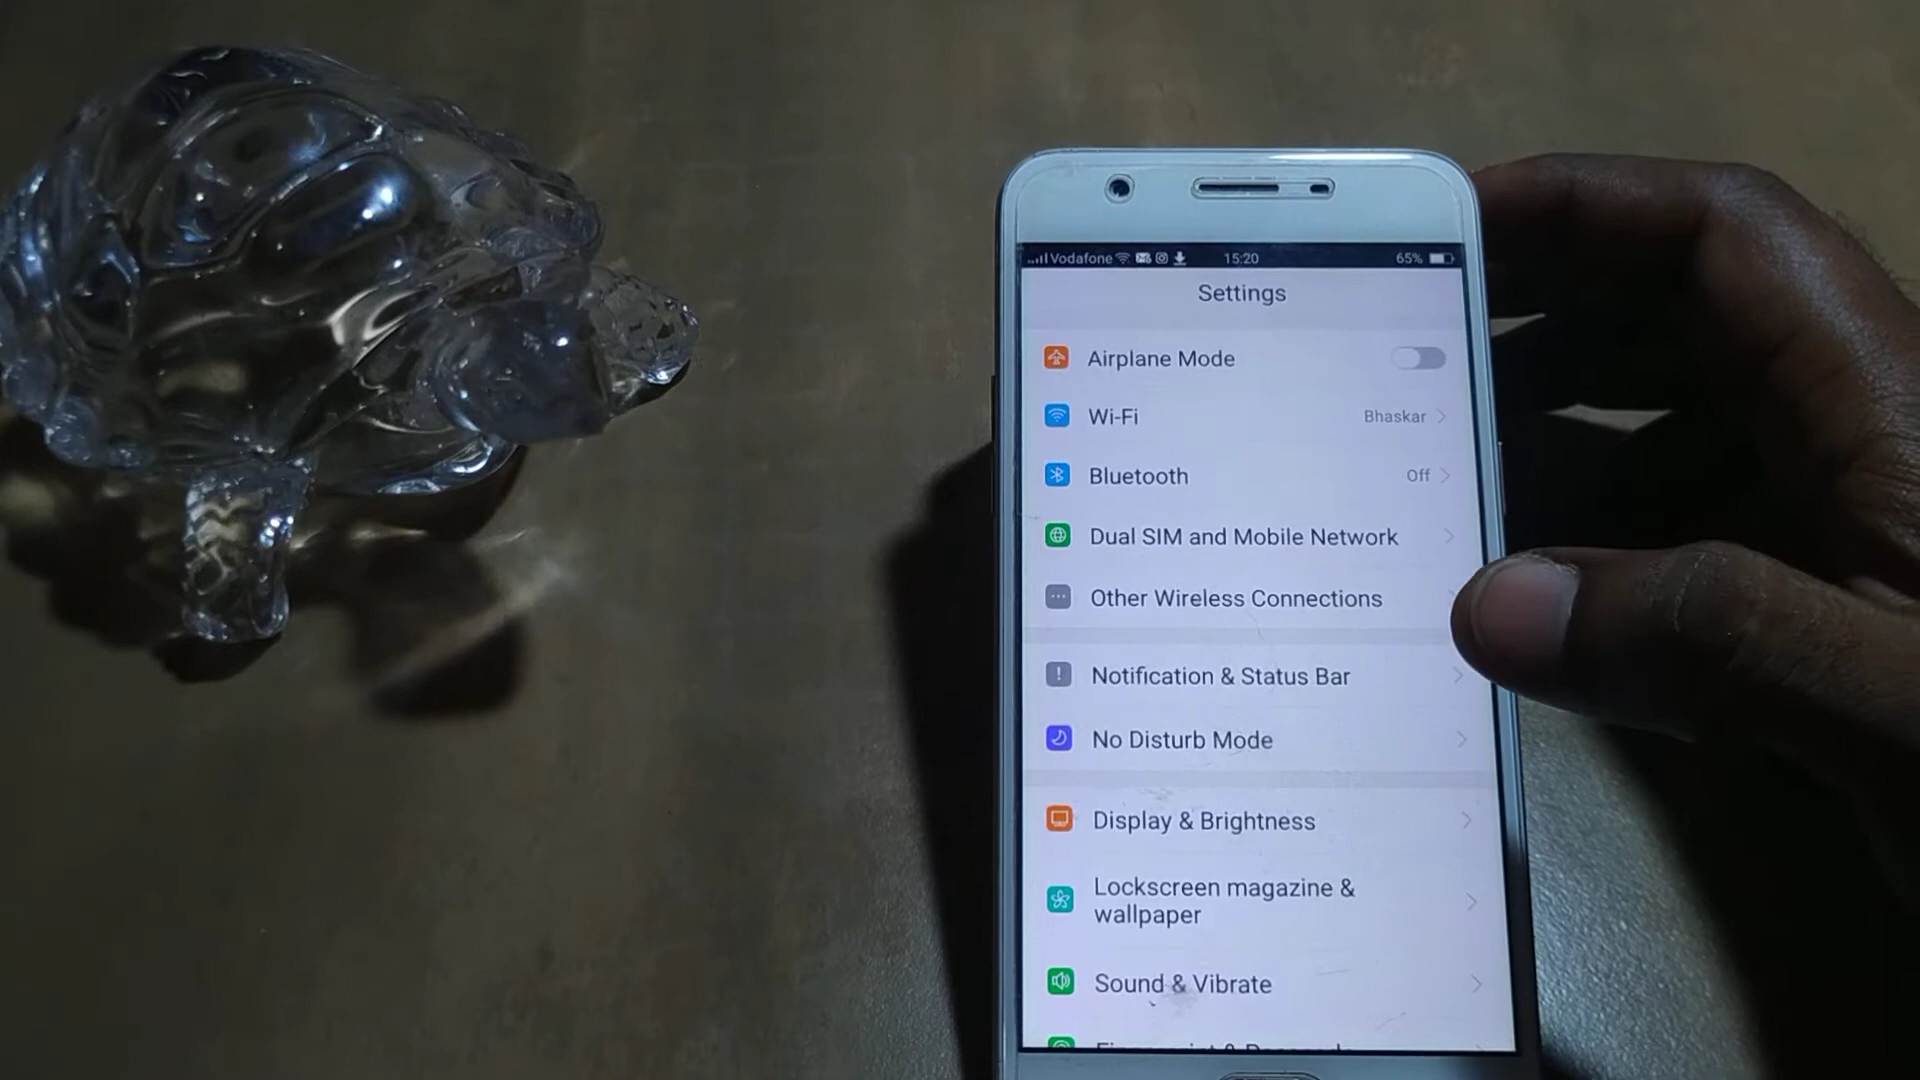 Vodafone 15:20 65%
Settings
Airplane Mode
Wi-Fi Bhaskar
Bluetooth Off
Dual SIM and Mobile Network
Other Wireless Connections
Notification & Status Bar
No Disturb Mode
Display & Brightness
Lockscreen magazine &
wallpaper
Sound & Vibrate